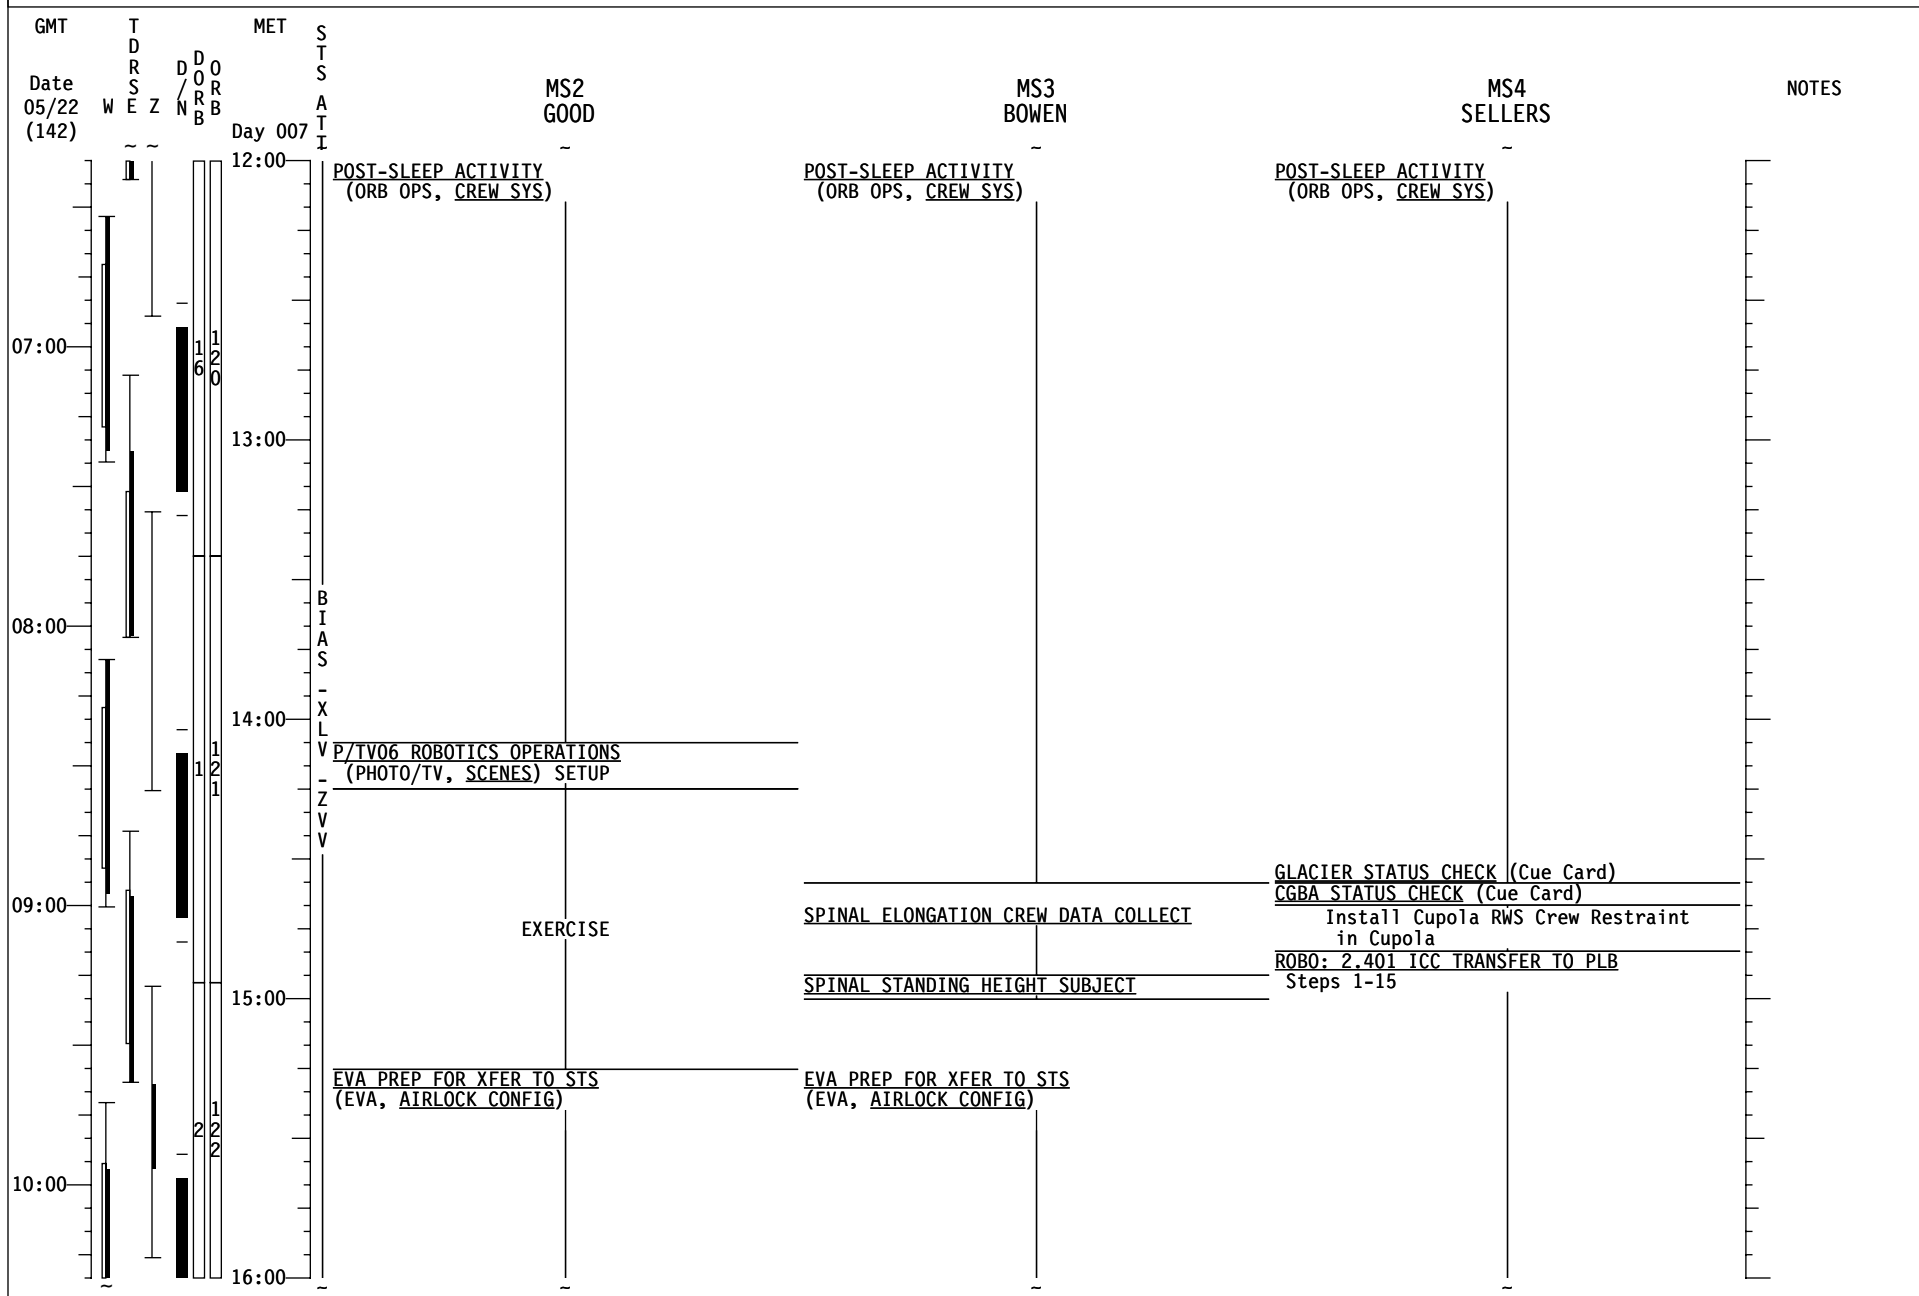 GMT
TDRS
MET
STS ATT
Date
05/22
(142)
W E Z
D/N
DORB
ORB
Day 007
MS2
GOOD
MS3
BOWEN
MS4
SELLERS
NOTES
~ ~ ~ ~ ~
12:00
POST-SLEEP ACTIVITY
(ORB OPS, CREW SYS)
POST-SLEEP ACTIVITY
(ORB OPS, CREW SYS)
POST-SLEEP ACTIVITY
(ORB OPS, CREW SYS)
07:00
16
120
13:00
08:00
BIAS -XLV -ZVV
14:00
P/TV06 ROBOTICS OPERATIONS
(PHOTO/TV, SCENES) SETUP
1
121
GLACIER STATUS CHECK (Cue Card)
CGBA STATUS CHECK (Cue Card)
09:00
EXERCISE
SPINAL ELONGATION CREW DATA COLLECT
Install Cupola RWS Crew Restraint
in Cupola
ROBO: 2.401 ICC TRANSFER TO PLB
Steps 1-15
SPINAL STANDING HEIGHT SUBJECT
15:00
EVA PREP FOR XFER TO STS
(EVA, AIRLOCK CONFIG)
EVA PREP FOR XFER TO STS
(EVA, AIRLOCK CONFIG)
2
122
10:00
16:00
~ ~ ~ ~ ~